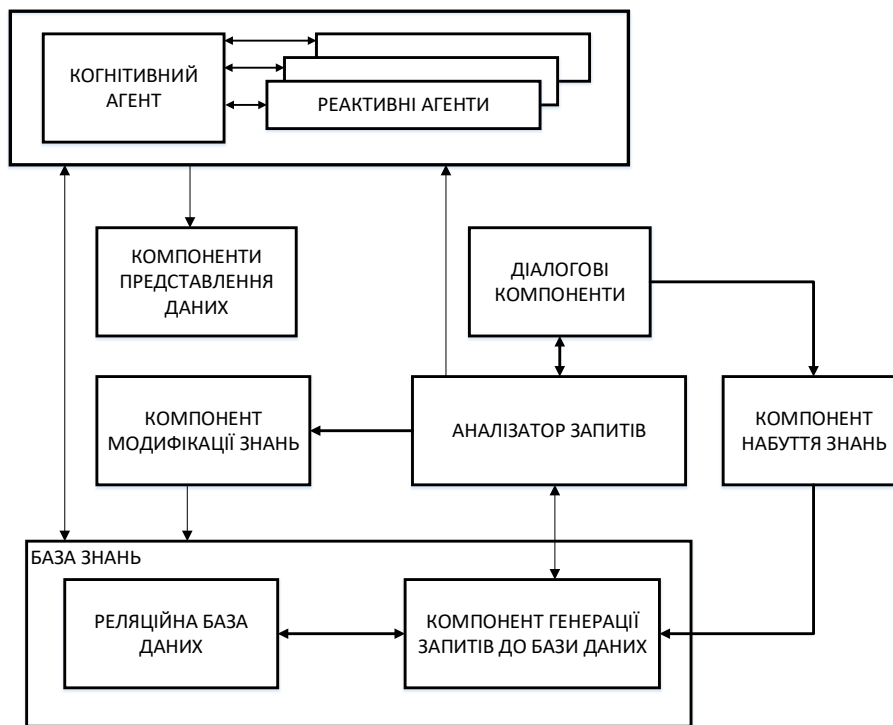 КОГНІТИВНИЙ
АГЕНТ
РЕАКТИВНІ АГЕНТИ
КОМПОНЕНТИ
ПРЕДСТАВЛЕННЯ
ДАНИХ
ДІАЛОГОВІ
КОМПОНЕНТИ
КОМПОНЕНТ
МОДИФІКАЦІЇ ЗНАНЬ
АНАЛІЗАТОР ЗАПИТІВ
КОМПОНЕНТ
НАБУТТЯ ЗНАНЬ
БАЗА ЗНАНЬ
РЕЛЯЦІЙНА БАЗА
ДАНИХ
КОМПОНЕНТ ГЕНЕРАЦІЇ
ЗАПИТІВ ДО БАЗИ ДАНИХ